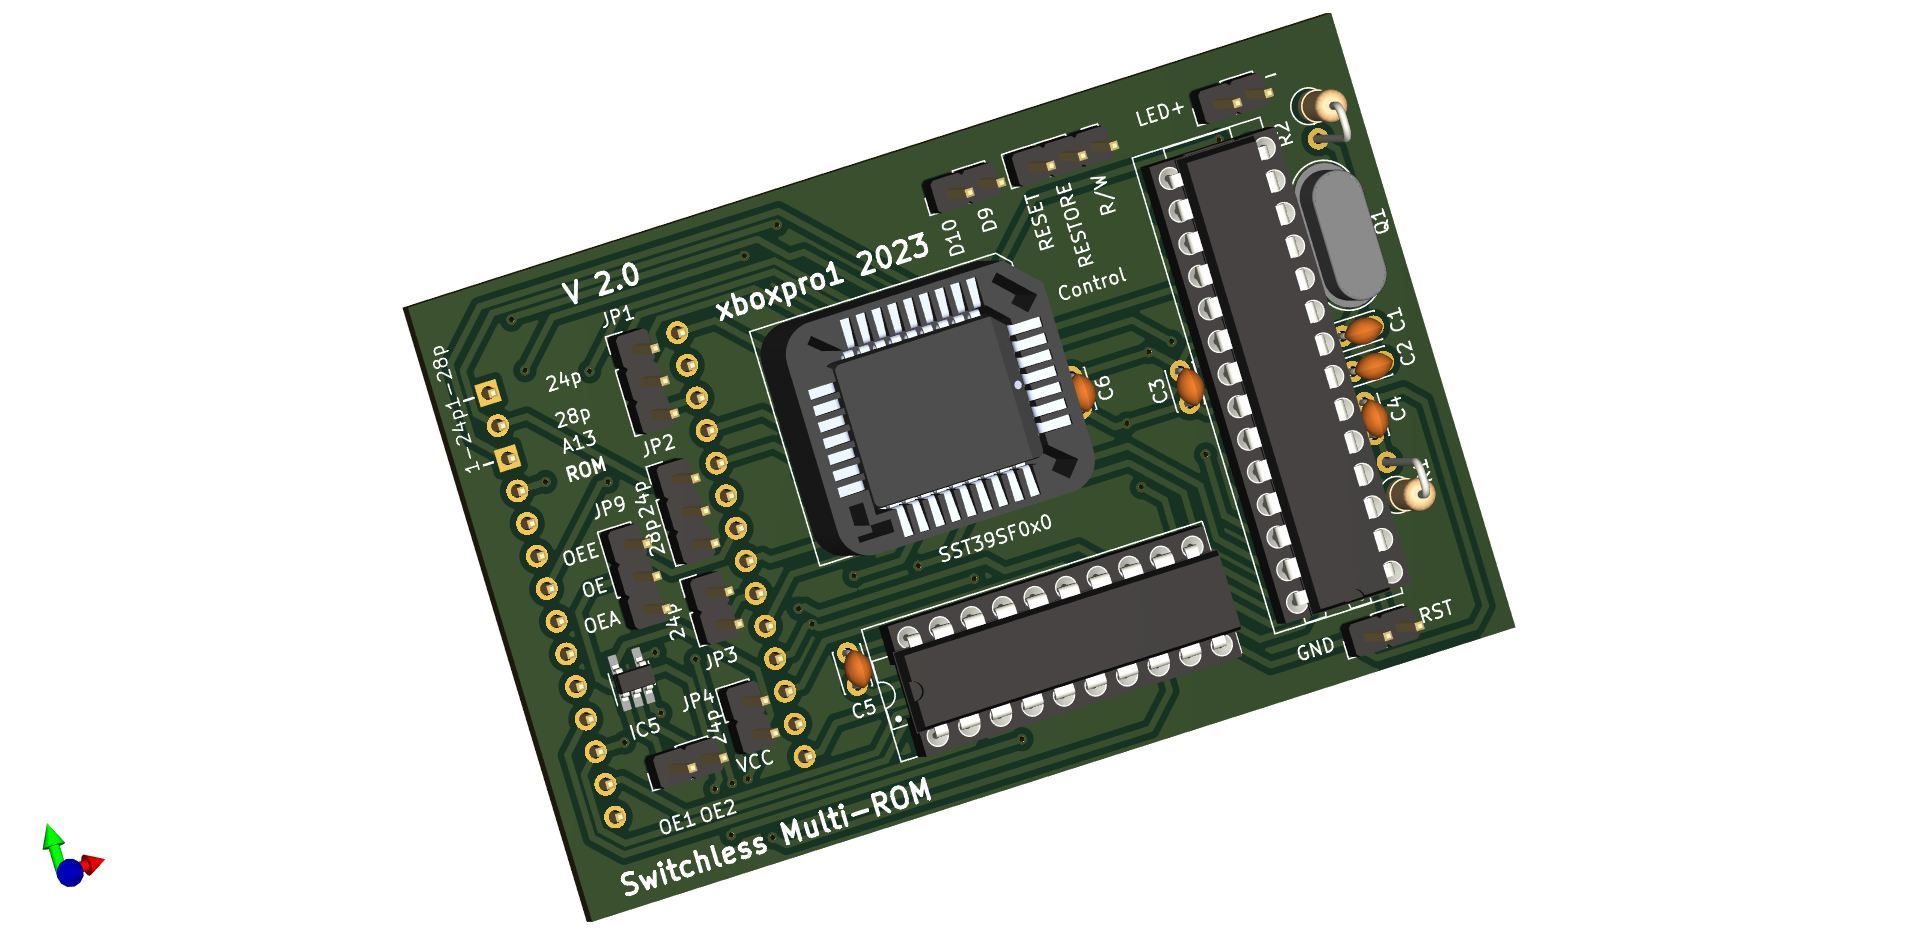 LED+
R2
D10
D9
RESET
RESTORE
R/W
Control
Q1
V 2.0
xboxpro1 2023
JP1
1-28p
1-24p
24p
28p
A13
ROM
JP2
24p
28p
JP9
OEE
OE
OEA
24p
JP3
IC5
JP4
24p
VCC
OE1 OE2
C6
C3
C1
C2
C4
SST39SF0x0
C5
GND
RST
Switchless Multi-ROM